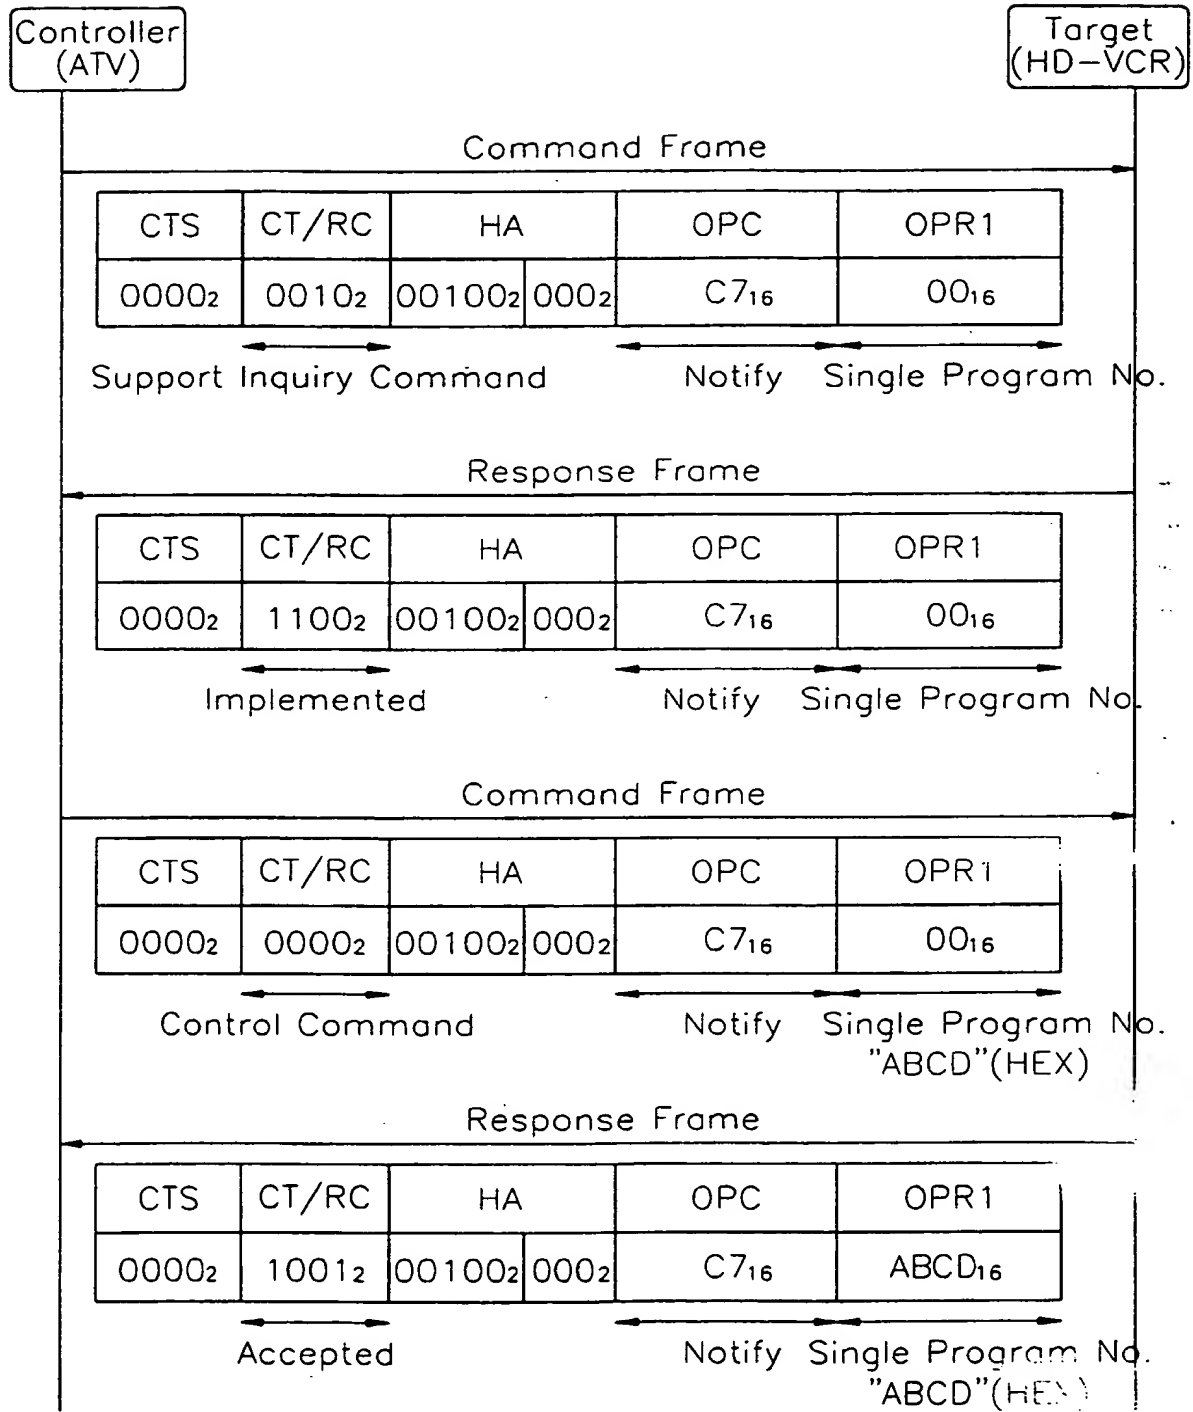 Controller
(ATV)
Target
(HD-VCR)
Command Frame
CTS CT/RC HA OPC OPR1
0000₂ 0010₂ 00100₂ 000₂ C7₁₆ 00₁₆
Support Inquiry Command Notify Single Program No.
Response Frame
CTS CT/RC HA OPC OPR1
0000₂ 1100₂ 00100₂ 000₂ C7₁₆ 00₁₆
Implemented Notify Single Program No.
Command Frame
CTS CT/RC HA OPC OPR1
0000₂ 0000₂ 00100₂ 000₂ C7₁₆ 00₁₆
Control Command Notify Single Program No.
"ABCD"(HEX)
Response Frame
CTS CT/RC HA OPC OPR1
0000₂ 1001₂ 00100₂ 000₂ C7₁₆ ABCD₁₆
Accepted Notify Single Program No.
"ABCD"(HEX)